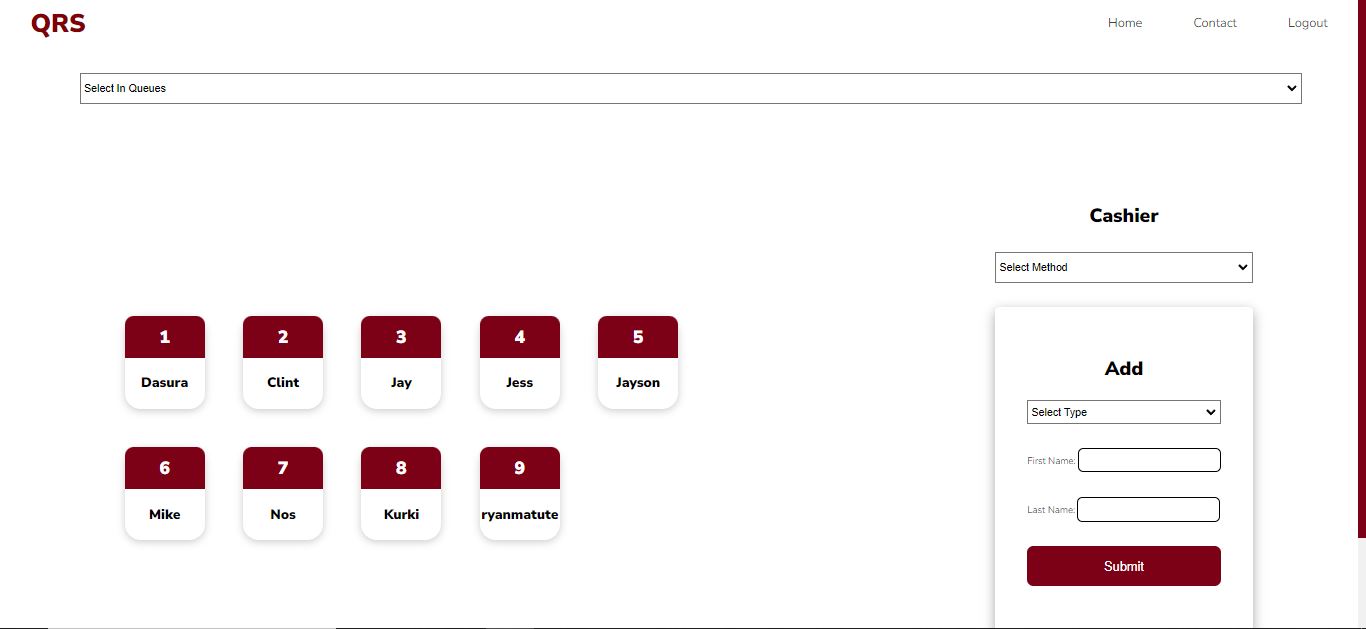 QRS
Home Contact Logout
Select In Queues
Cashier
Select Method
1 2 3 4 5
Dasura Clint Jay Jess Jayson
6 7 8 9
Mike Nos Kurki ryanmatute
Add
Select Type
First Name:
Last Name:
Submit